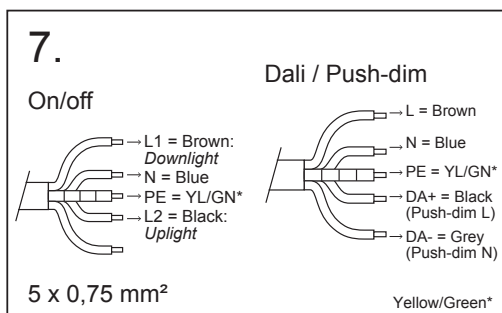 7.
On/off
→L1 = Brown:
Downlight
→N = Blue
→PE = YL/GN*
→L2 = Black:
Uplight
5 x 0,75 mm²
Dali / Push-dim
→L = Brown
→N = Blue
→PE = YL/GN*
→DA+ = Black
(Push-dim L)
→DA- = Grey
(Push-dim N)
Yellow/Green*